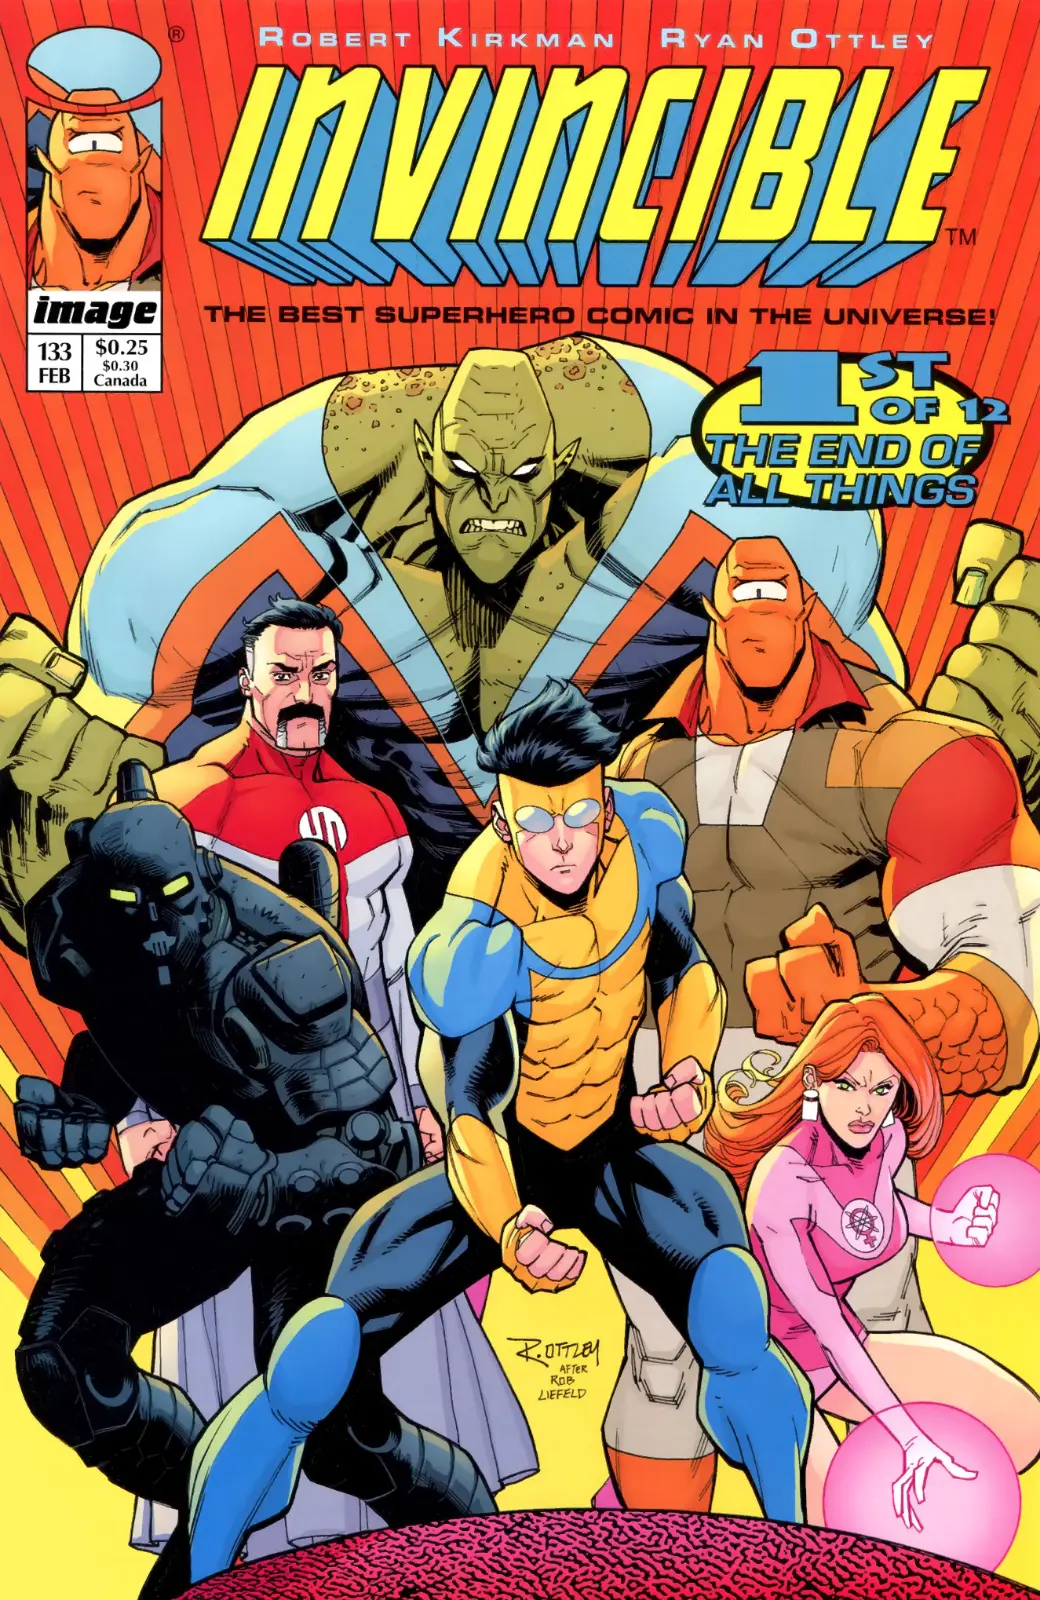 ROBERT KIRKMAN RYAN OTTLEY
®
INVINCIBLE
TM
THE BEST SUPERHERO COMIC IN THE UNIVERSE!
image
133
FEB
$0.25
$0.30
Canada
1ST
OF 12
THE END OF
ALL THINGS
R. OTTLEY
AFTER
ROB
LIEFELD